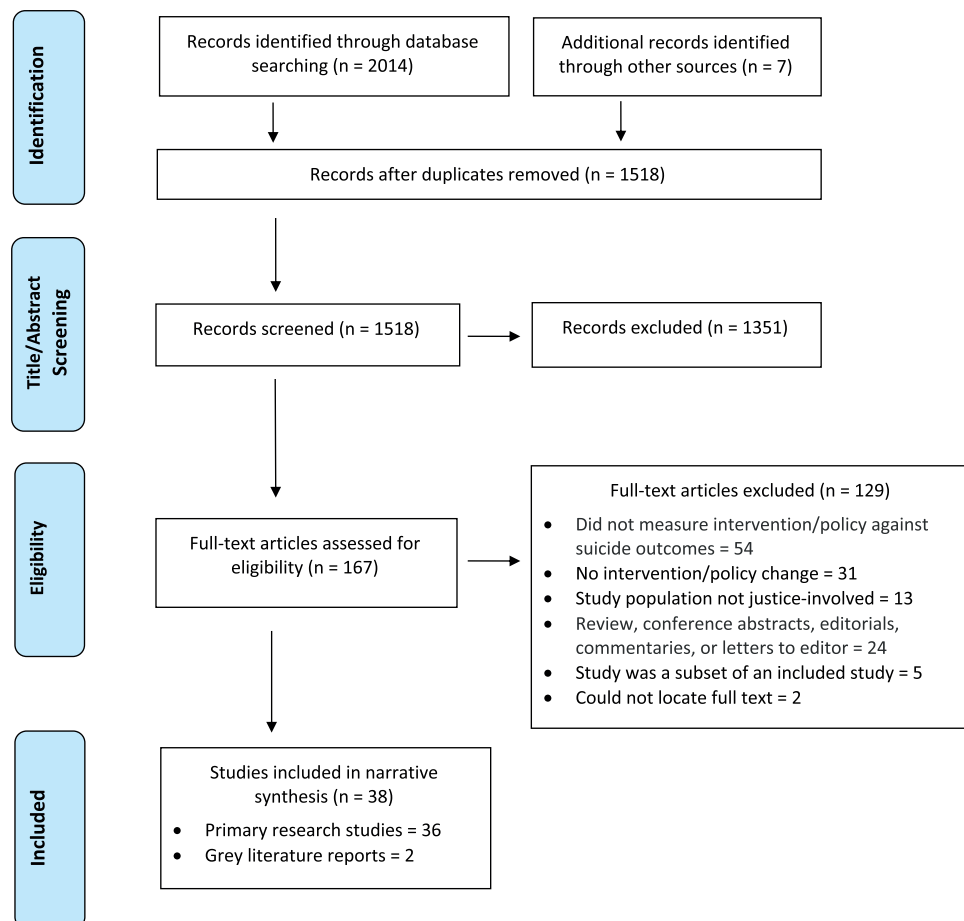 Identification
Records identified through database
searching (n = 2014)
Additional records identified
through other sources (n = 7)
Records after duplicates removed (n = 1518)
Title/Abstract
Screening
Records screened (n = 1518)
Records excluded (n = 1351)
Eligibility
Full-text articles assessed for
eligibility (n = 167)
Full-text articles excluded (n = 129)
• Did not measure intervention/policy against
suicide outcomes = 54
• No intervention/policy change = 31
• Study population not justice-involved = 13
• Review, conference abstracts, editorials,
commentaries, or letters to editor = 24
• Study was a subset of an included study = 5
• Could not locate full text = 2
Included
Studies included in narrative
synthesis (n = 38)
• Primary research studies = 36
• Grey literature reports = 2